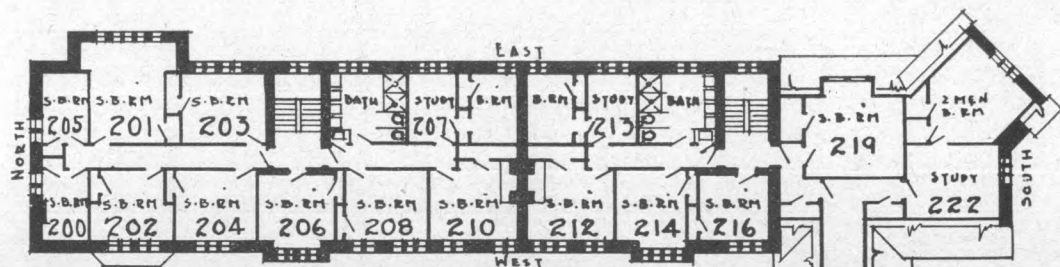 EAST
NORTH
S.B.RM
205
S.B.RM
201
S.B.RM
203
BATH
STUDY
207
B.RM
B.RM
STUDY
213
BATH
S.B.RM
219
2 MEN
B.RM
S.B.RM
200
S.B.RM
202
S.B.RM
204
S.B.RM
206
S.B.RM
208
S.B.RM
210
S.B.RM
212
S.B.RM
214
S.B.RM
216
STUDY
222
SOUTH
WEST